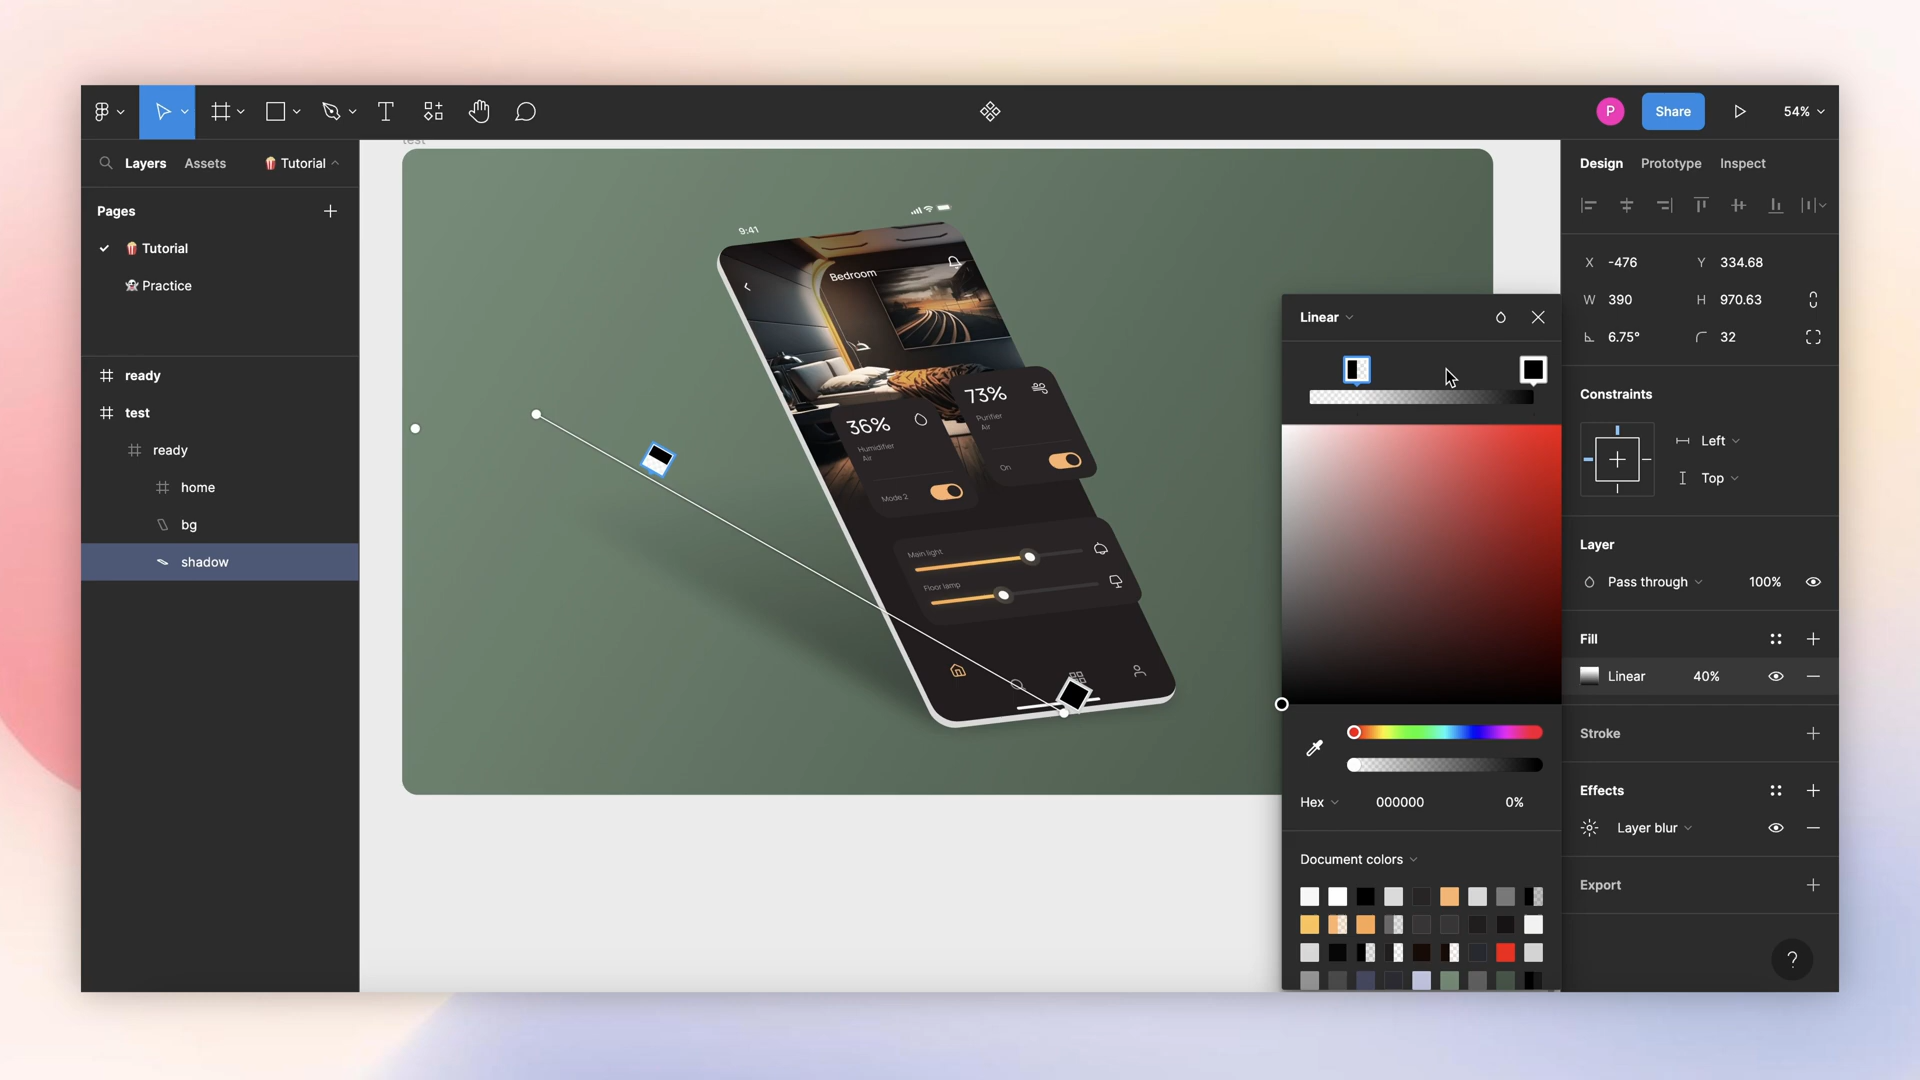 P
Share
54%
Layers
Assets
Tutorial
Pages
Tutorial
Practice
ready
test
ready
home
bg
shadow
test
9:41
Bedroom
73%
Purifier
Air
On
36%
Humidifier
Air
Mode 2
Main light
Floor lamp
Linear
Hex
000000
0%
Document colors
Design
Prototype
Inspect
X -476
Y 334.68
W 390
H 970.63
6.75°
32
Constraints
Left
Top
Layer
Pass through
100%
Fill
Linear
40%
Stroke
Effects
Layer blur
Export
?